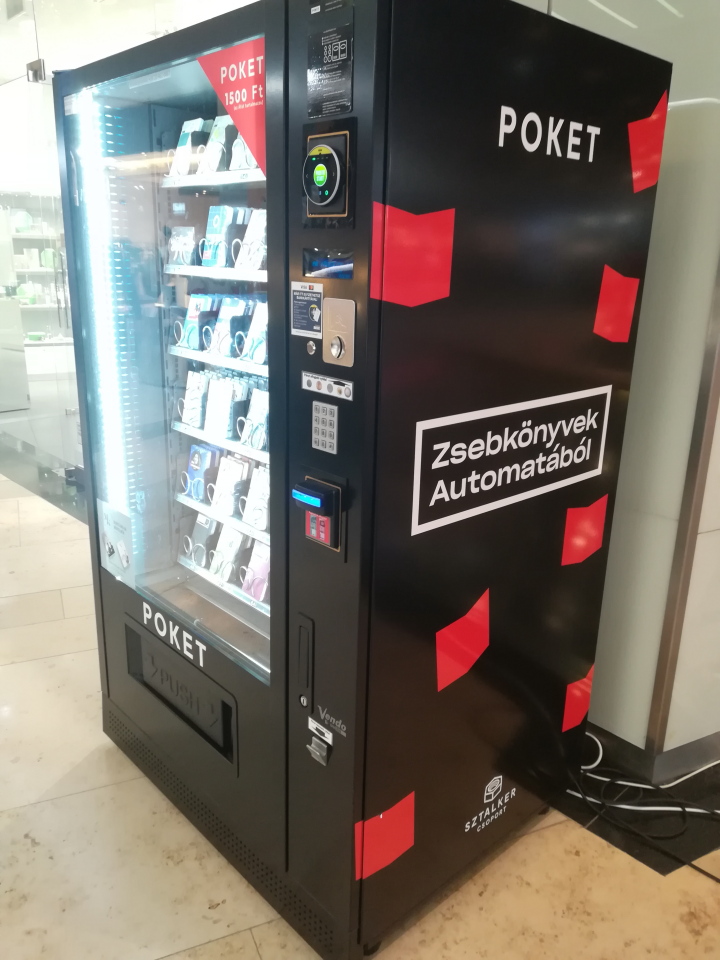 POKET
1500 Ft
POKET
Zsebkönyvek
Automatából
POKET
PUSH
Vendo
SZTALKER
CSOPORT